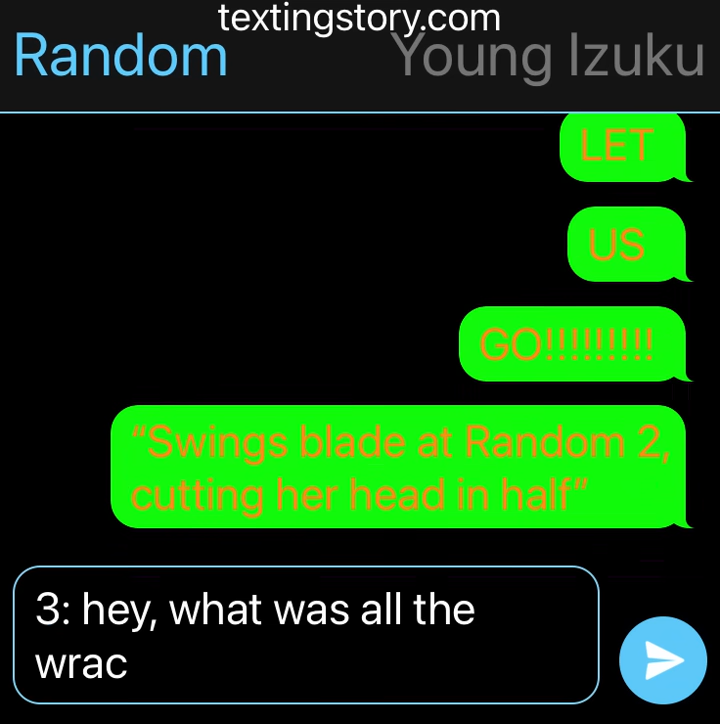 textingstory.com
Random
Young Izuku
LET
US
GO!!!!!!!!!
“Swings blade at Random 2,
cutting her head in half”
3: hey, what was all the
wrac